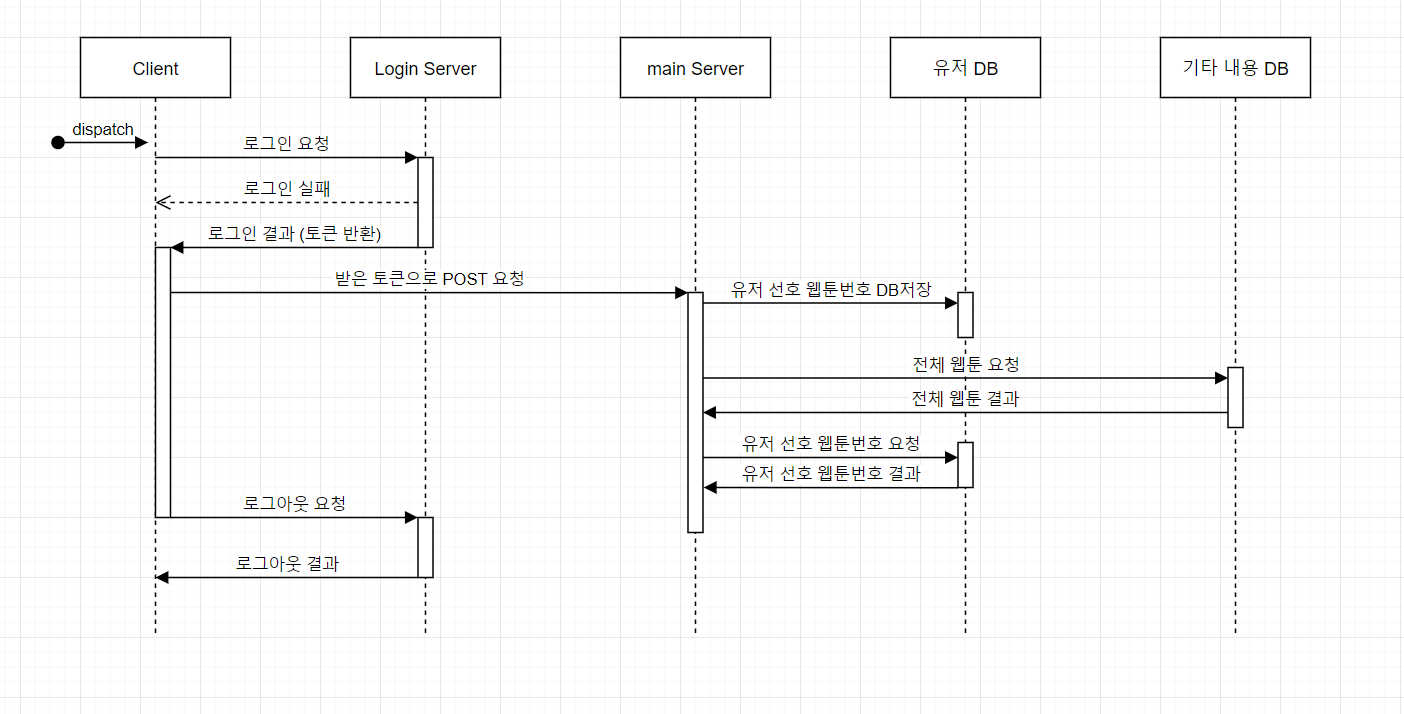 Client
Login Server
main Server
유저 DB
기타 내용 DB
dispatch
로그인 요청
로그인 실패
로그인 결과 (토큰 반환)
받은 토큰으로 POST 요청
유저 선호 웹툰번호 DB저장
전체 웹툰 요청
전체 웹툰 결과
유저 선호 웹툰번호 요청
유저 선호 웹툰번호 결과
로그아웃 요청
로그아웃 결과